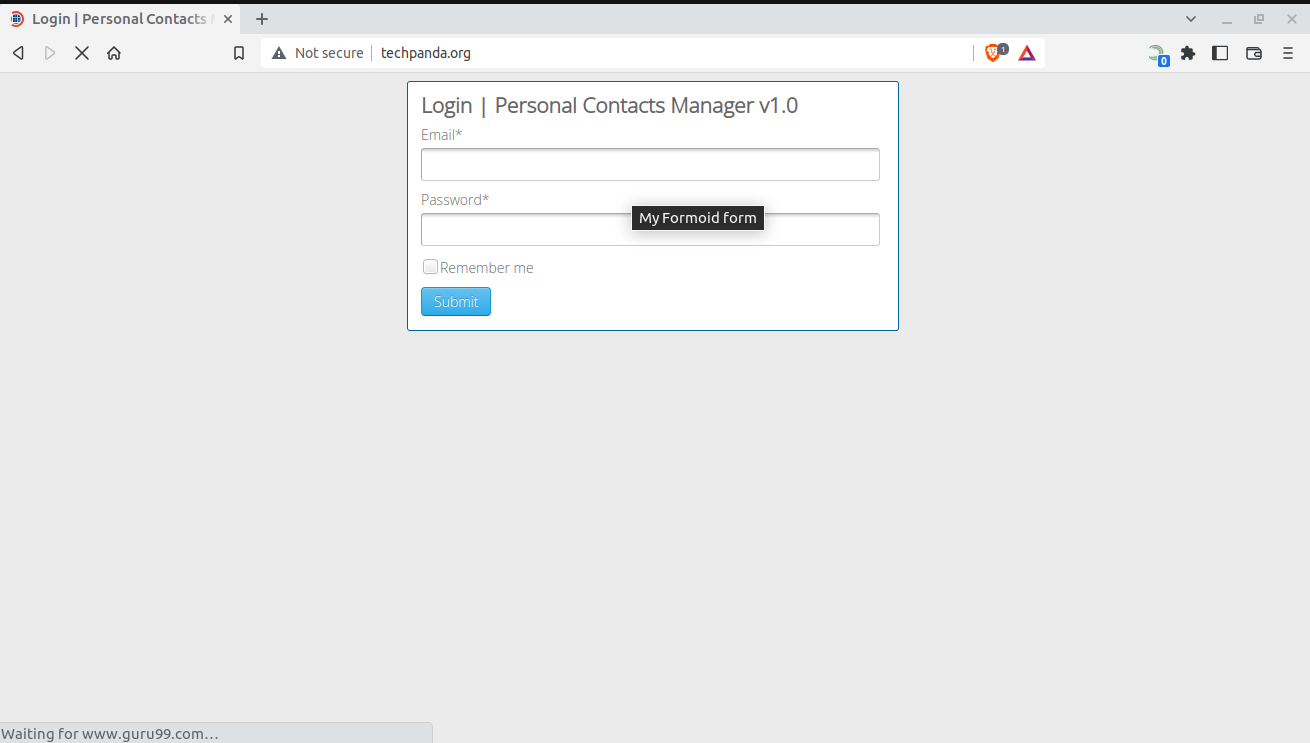 Login | Personal Contacts M
Not secure
techpanda.org
1
0
Login | Personal Contacts Manager v1.0
Email*
Password*
My Formoid form
Remember me
Submit
Waiting for www.guru99.com…